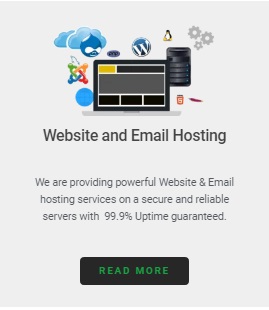 Website and Email Hosting
We are providing powerful Website & Email
hosting services on a secure and reliable
servers with 99.9% Uptime guaranteed.
READ MORE